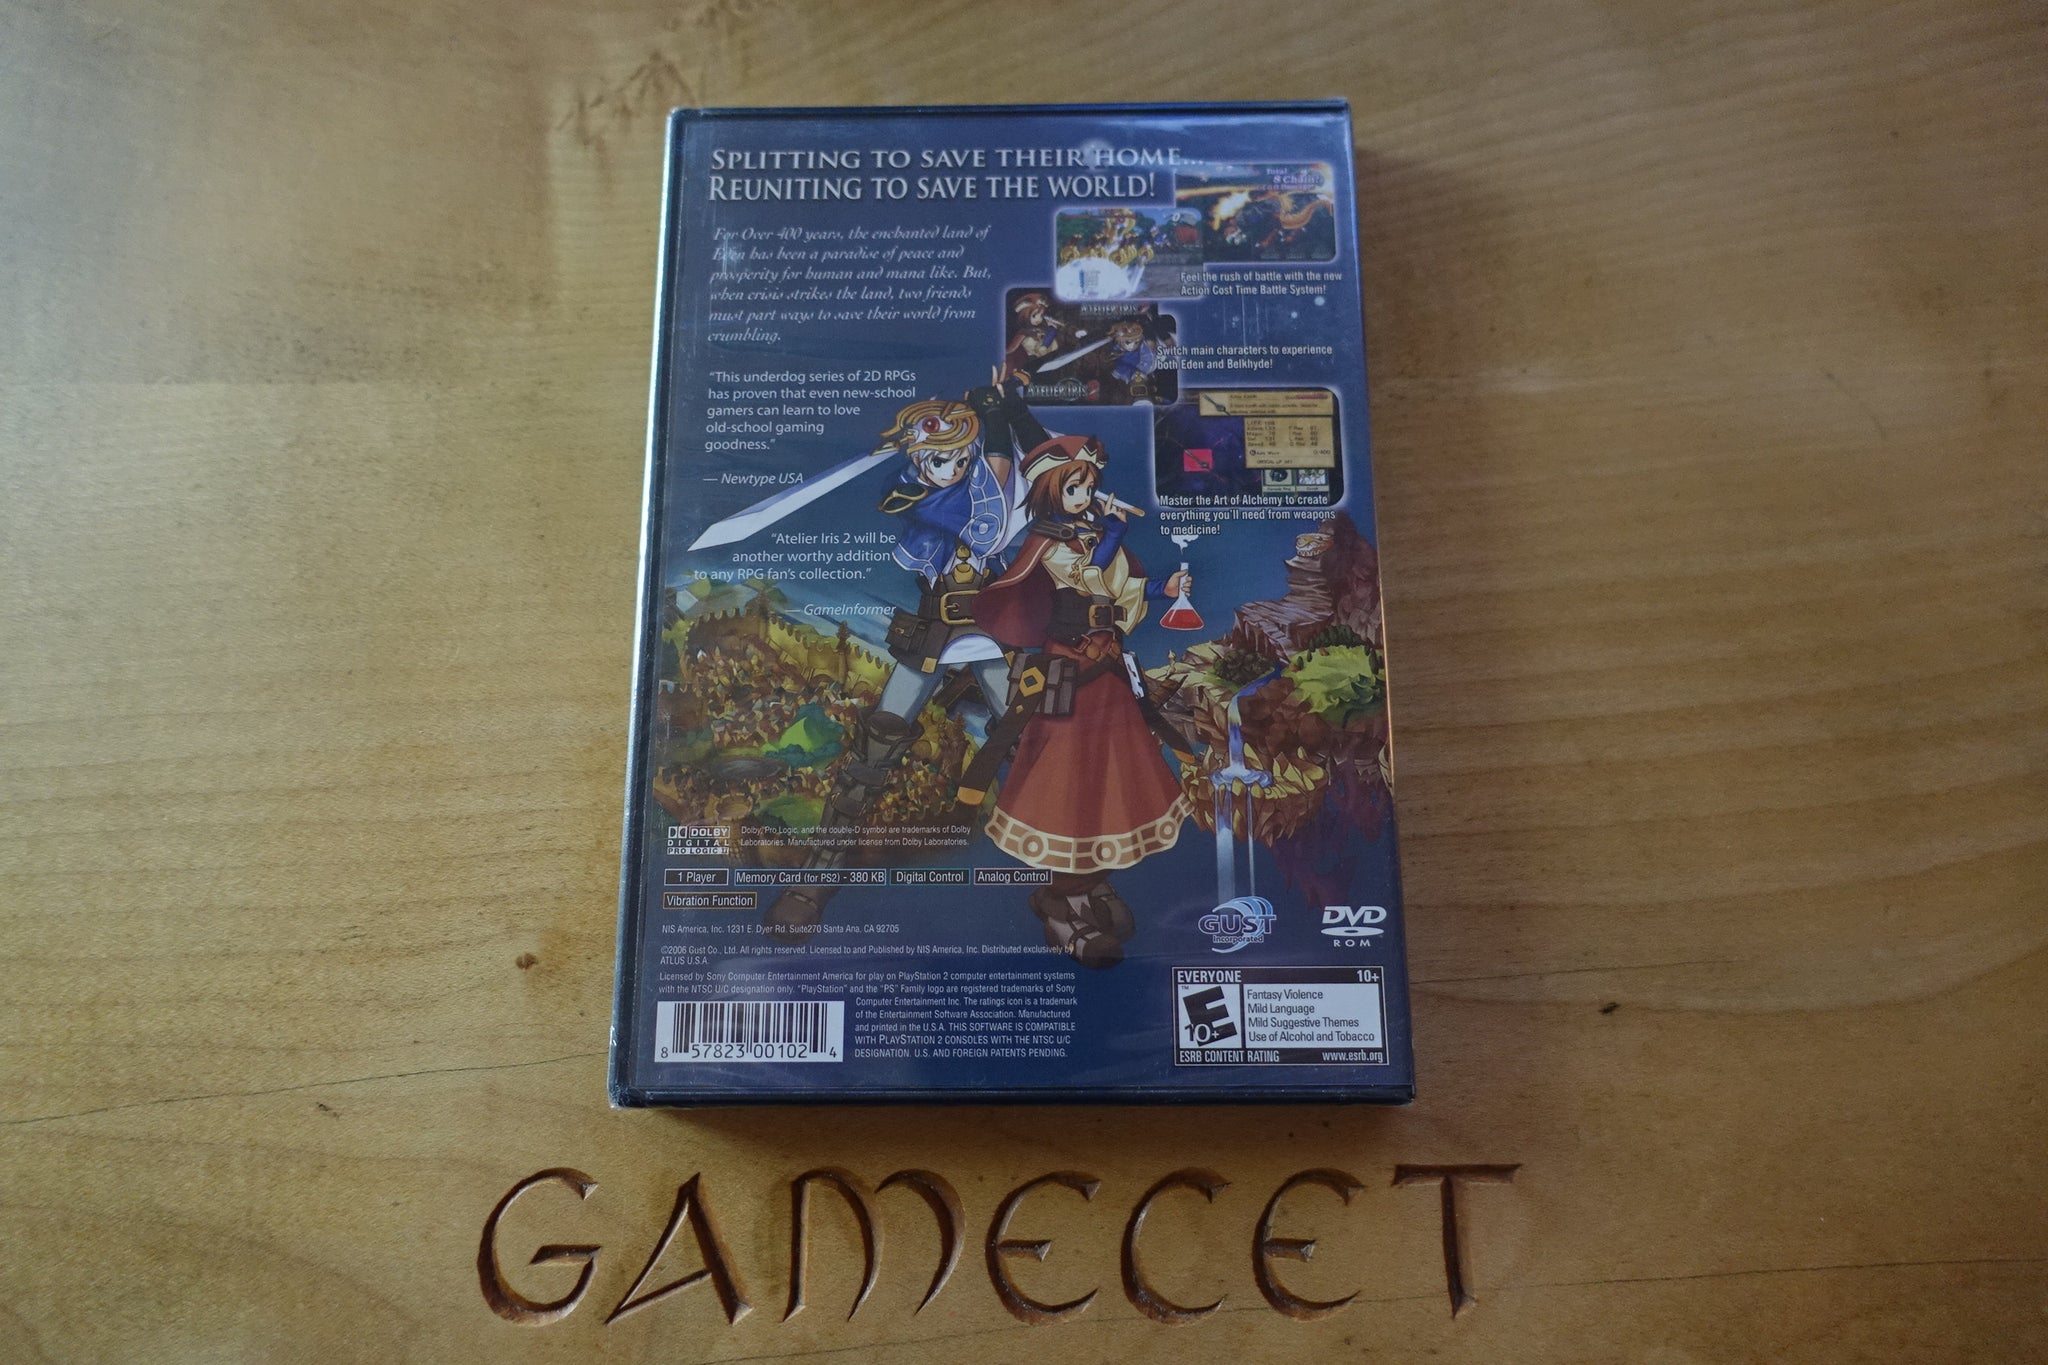 SPLITTING TO SAVE THEIR HOME...
REUNITING TO SAVE THE WORLD!
For Over 400 years, the enchanted land of
Eden has been a paradise of peace and
prosperity for human and mana like. But,
when crisis strikes the land, two friends
must part ways to save their world from
crumbling.
Total
8 Chain!
Feel the rush of battle with the new
Action Cost Time Battle System!
ATELIER IRIS 2
ATELIER IRIS 2
Switch main characters to experience
both Eden and Belkhyde!
"This underdog series of 2D RPGs
has proven that even new-school
gamers can learn to love
old-school gaming
goodness."
— Newtype USA
Master the Art of Alchemy to create
everything you'll need from weapons
to medicine!
"Atelier Iris 2 will be
another worthy addition
to any RPG fan's collection."
— GameInformer
DOLBY
DIGITAL
PRO LOGIC II
Dolby, Pro Logic, and the double-D symbol are trademarks of Dolby
Laboratories. Manufactured under license from Dolby Laboratories.
1 Player
Memory Card (for PS2) - 380 KB
Digital Control
Analog Control
Vibration Function
NIS America, Inc. 1231 E. Dyer Rd. Suite270 Santa Ana, CA 92705
©2006 Gust Co., Ltd. All rights reserved. Licensed to and Published by NIS America, Inc. Distributed exclusively by
ATLUS U.S.A.
Licensed by Sony Computer Entertainment America for play on PlayStation 2 computer entertainment systems
with the NTSC U/C designation only. "PlayStation" and the "PS" Family logo are registered trademarks of Sony
Computer Entertainment Inc. The ratings icon is a trademark
of the Entertainment Software Association. Manufactured
and printed in the U.S.A. THIS SOFTWARE IS COMPATIBLE
WITH PLAYSTATION 2 CONSOLES WITH THE NTSC U/C
DESIGNATION. U.S. AND FOREIGN PATENTS PENDING.
8 57823 00102 4
GUST
Incorporated
DVD
ROM
EVERYONE 10+
E
10+
TM
Fantasy Violence
Mild Language
Mild Suggestive Themes
Use of Alcohol and Tobacco
ESRB CONTENT RATING www.esrb.org
GAMECET